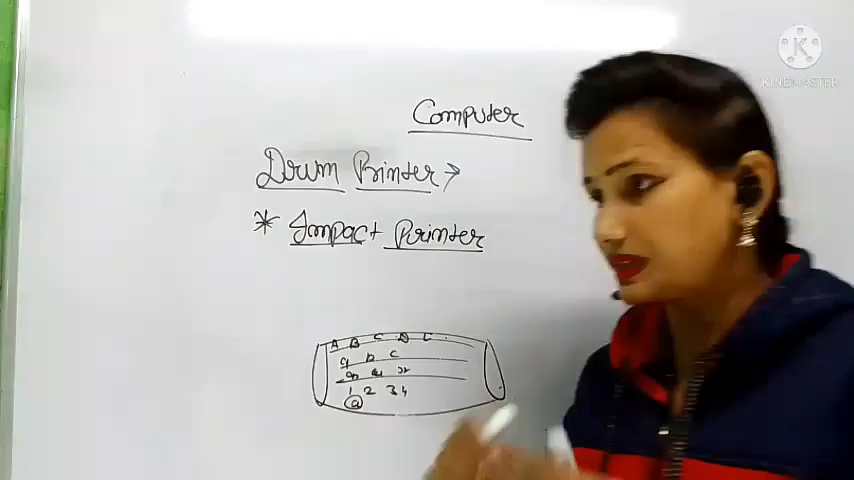 Computer
Drum Printer →
* Impact Printer
A B C D E
a b c
1 2 3 4
@
K
KINEMASTER